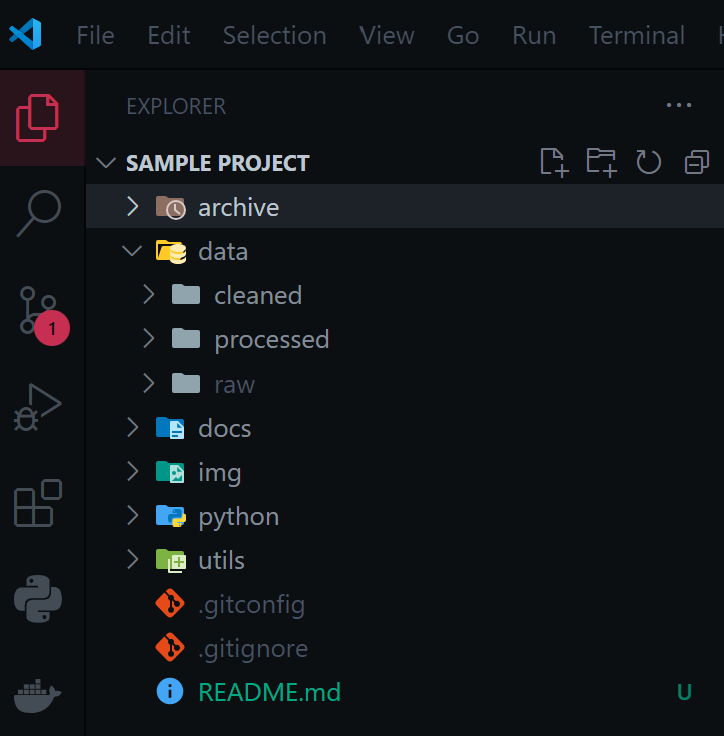 File Edit Selection View Go Run Terminal
EXPLORER
SAMPLE PROJECT
archive
data
cleaned
processed
raw
1
docs
img
python
utils
.gitconfig
.gitignore
README.md U